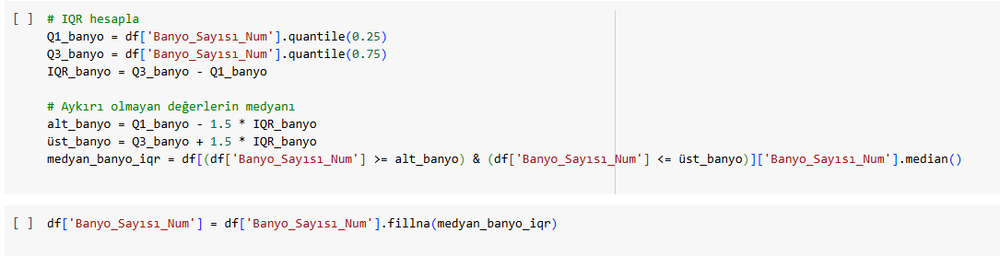 [ ] # IQR hesapla
Q1_banyo = df['Banyo_Sayısı_Num'].quantile(0.25)
Q3_banyo = df['Banyo_Sayısı_Num'].quantile(0.75)
IQR_banyo = Q3_banyo - Q1_banyo
# Aykırı olmayan değerlerin medyanı
alt_banyo = Q1_banyo - 1.5 * IQR_banyo
üst_banyo = Q3_banyo + 1.5 * IQR_banyo
medyan_banyo_iqr = df[(df['Banyo_Sayısı_Num'] >= alt_banyo) & (df['Banyo_Sayısı_Num'] <= üst_banyo)]['Banyo_Sayısı_Num'].median()
[ ] df['Banyo_Sayısı_Num'] = df['Banyo_Sayısı_Num'].fillna(medyan_banyo_iqr)